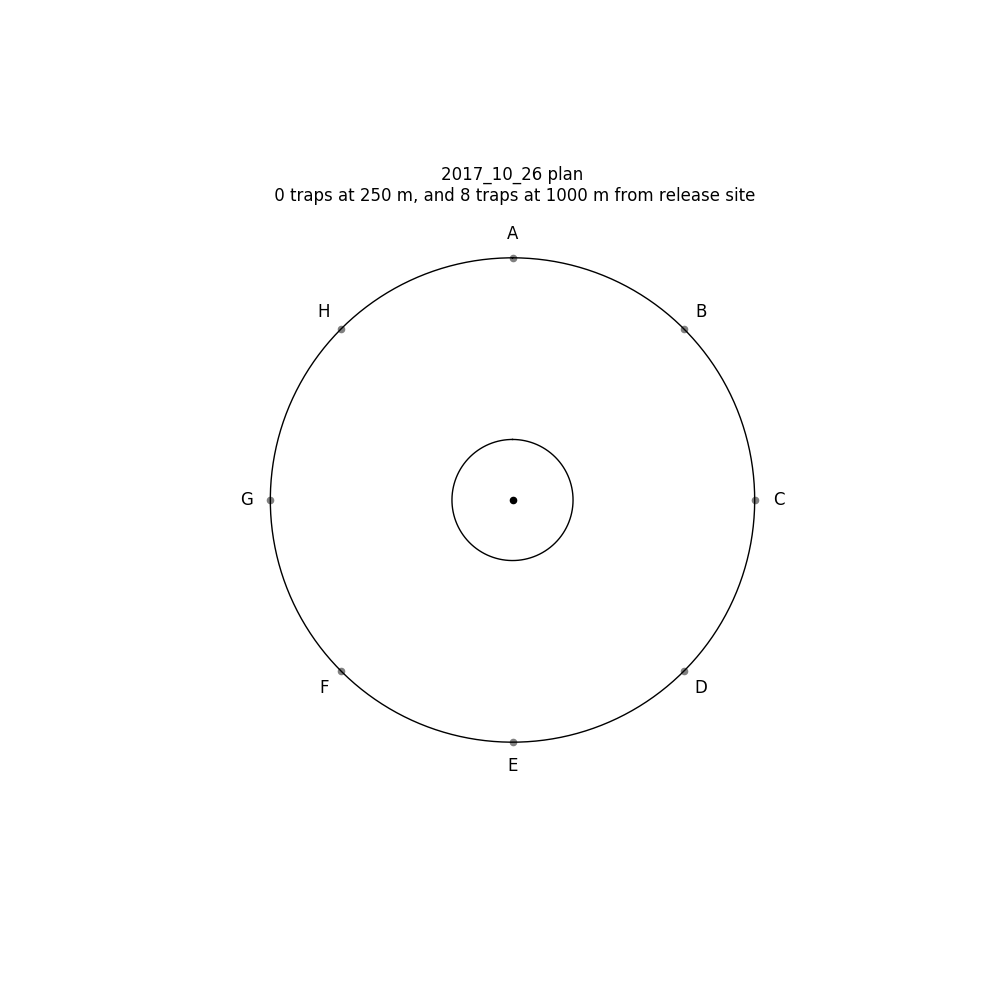 2017_10_26 plan
0 traps at 250 m, and 8 traps at 1000 m from release site
A
H
B
G
C
F
D
E